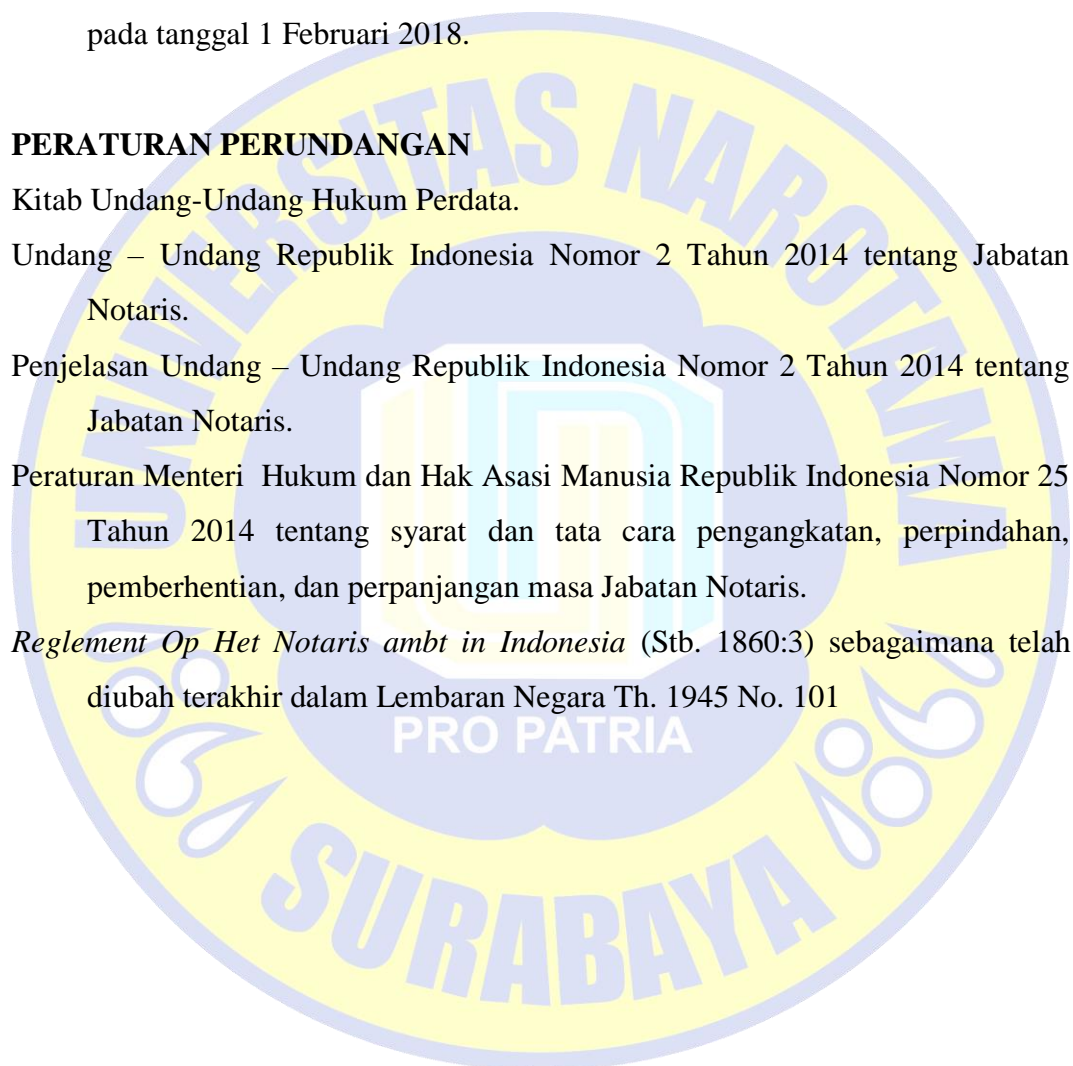 pada tanggal 1 Februari 2018.
PERATURAN PERUNDANGAN
Kitab Undang-Undang Hukum Perdata.
Undang – Undang Republik Indonesia Nomor 2 Tahun 2014 tentang Jabatan
Notaris.
Penjelasan Undang – Undang Republik Indonesia Nomor 2 Tahun 2014 tentang
Jabatan Notaris.
Peraturan Menteri Hukum dan Hak Asasi Manusia Republik Indonesia Nomor 25
Tahun 2014 tentang syarat dan tata cara pengangkatan, perpindahan,
pemberhentian, dan perpanjangan masa Jabatan Notaris.
Reglement Op Het Notaris ambt in Indonesia (Stb. 1860:3) sebagaimana telah
diubah terakhir dalam Lembaran Negara Th. 1945 No. 101
UNIVERSITAS NAROTAMA
PRO PATRIA
SURABAYA